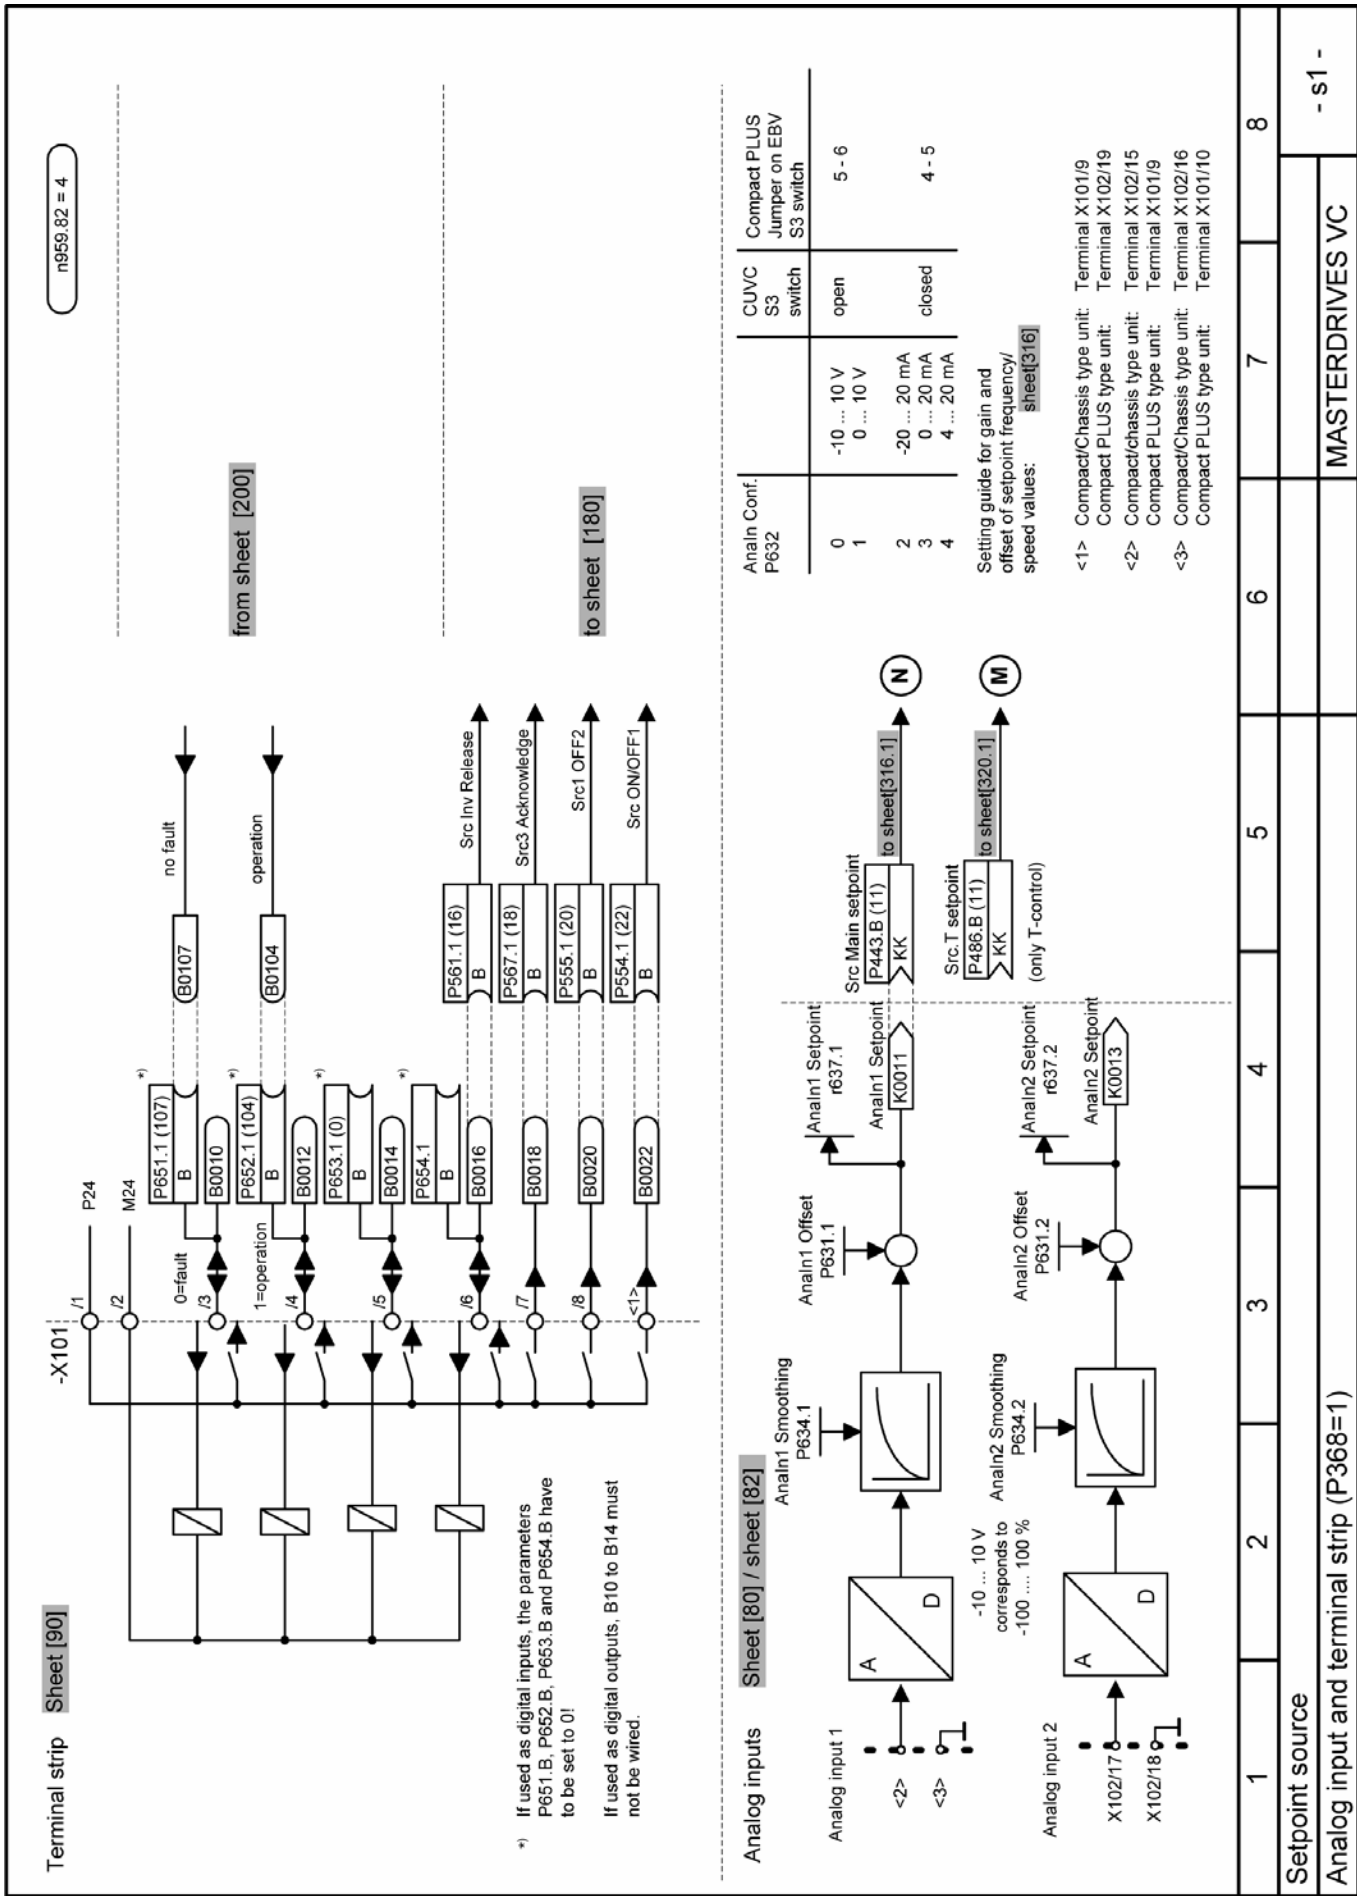 Terminal strip Sheet [90]
n959.82 = 4
-X101
/1 P24
/2 M24
0=fault
/3
P651.1 (107) *)
B
B0010
B0107
no fault
1=operation
/4
P652.1 (104) *)
B
B0012
B0104
operation
from sheet [200]
/5
P653.1 (0) *)
B
B0014
/6
P654.1 *)
B
B0016
P561.1 (16)
B
Src Inv Release
/7
B0018
P567.1 (18)
B
Src3 Acknowledge
/8
B0020
P555.1 (20)
B
Src1 OFF2
<1>
B0022
P554.1 (22)
B
Src ON/OFF1
to sheet [180]
*) If used as digital inputs, the parameters
P651.B, P652.B, P653.B and P654.B have
to be set to 0!
If used as digital outputs, B10 to B14 must
not be wired.
Analog inputs Sheet [80] / sheet [82]
Analog input 1
<2>
<3>
A
D
AnaIn1 Smoothing
P634.1
AnaIn1 Offset
P631.1
AnaIn1 Setpoint
r637.1
AnaIn1 Setpoint
K0011
Src Main setpoint
P443.B (11)
KK
to sheet[316.1]
N
-10 ... 10 V
corresponds to
-100 .... 100 %
Analog input 2
X102/17
X102/18
A
D
AnaIn2 Smoothing
P634.2
AnaIn2 Offset
P631.2
AnaIn2 Setpoint
r637.2
AnaIn2 Setpoint
K0013
Src.T setpoint
P486.B (11)
KK
(only T-control)
to sheet[320.1]
M
AnaIn Conf.
P632
CUVC
S3
switch
Compact PLUS
Jumper on EBV
S3 switch
0 -10 ... 10 V open 5 - 6
1 0 ... 10 V
2 -20 ... 20 mA
3 0 ... 20 mA closed 4 - 5
4 4 ... 20 mA
Setting guide for gain and
offset of setpoint frequency/
speed values: sheet[316]
<1> Compact/Chassis type unit: Terminal X101/9
Compact PLUS type unit: Terminal X102/19
<2> Compact/chassis type unit: Terminal X102/15
Compact PLUS type unit: Terminal X101/9
<3> Compact/Chassis type unit: Terminal X102/16
Compact PLUS type unit: Terminal X101/10
1 2 3 4 5 6 7 8
Setpoint source
Analog input and terminal strip (P368=1)
MASTERDRIVES VC
- s1 -